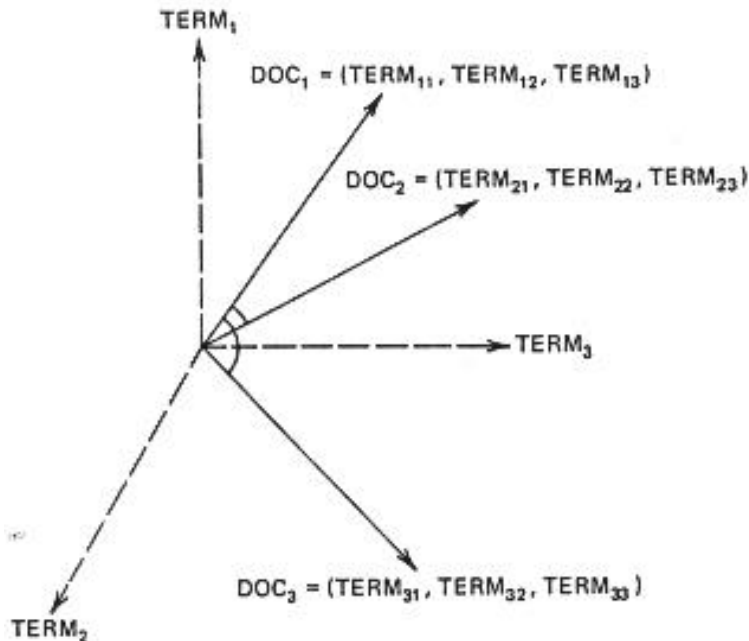 TERM₁
DOC₁ = (TERM₁₁, TERM₁₂, TERM₁₃)
DOC₂ = (TERM₂₁, TERM₂₂, TERM₂₃)
TERM₃
DOC₃ = (TERM₃₁, TERM₃₂, TERM₃₃)
TERM₂